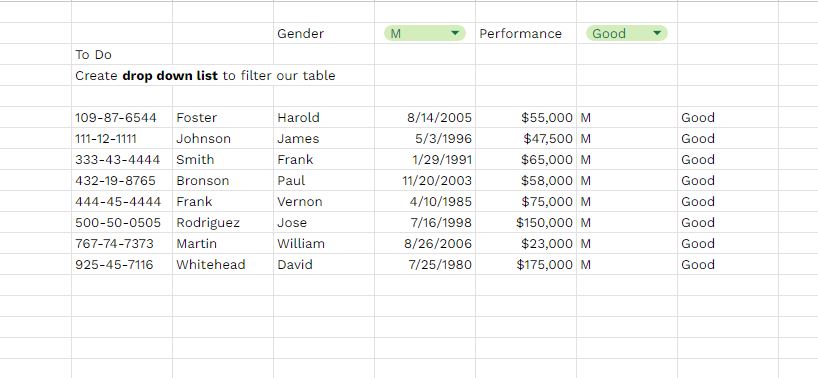 Gender M Performance Good
To Do
Create drop down list to filter our table
109-87-6544 Foster Harold 8/14/2005 $55,000 M Good
111-12-1111 Johnson James 5/3/1996 $47,500 M Good
333-43-4444 Smith Frank 1/29/1991 $65,000 M Good
432-19-8765 Bronson Paul 11/20/2003 $58,000 M Good
444-45-4444 Frank Vernon 4/10/1985 $75,000 M Good
500-50-0505 Rodriguez Jose 7/16/1998 $150,000 M Good
767-74-7373 Martin William 8/26/2006 $23,000 M Good
925-45-7116 Whitehead David 7/25/1980 $175,000 M Good